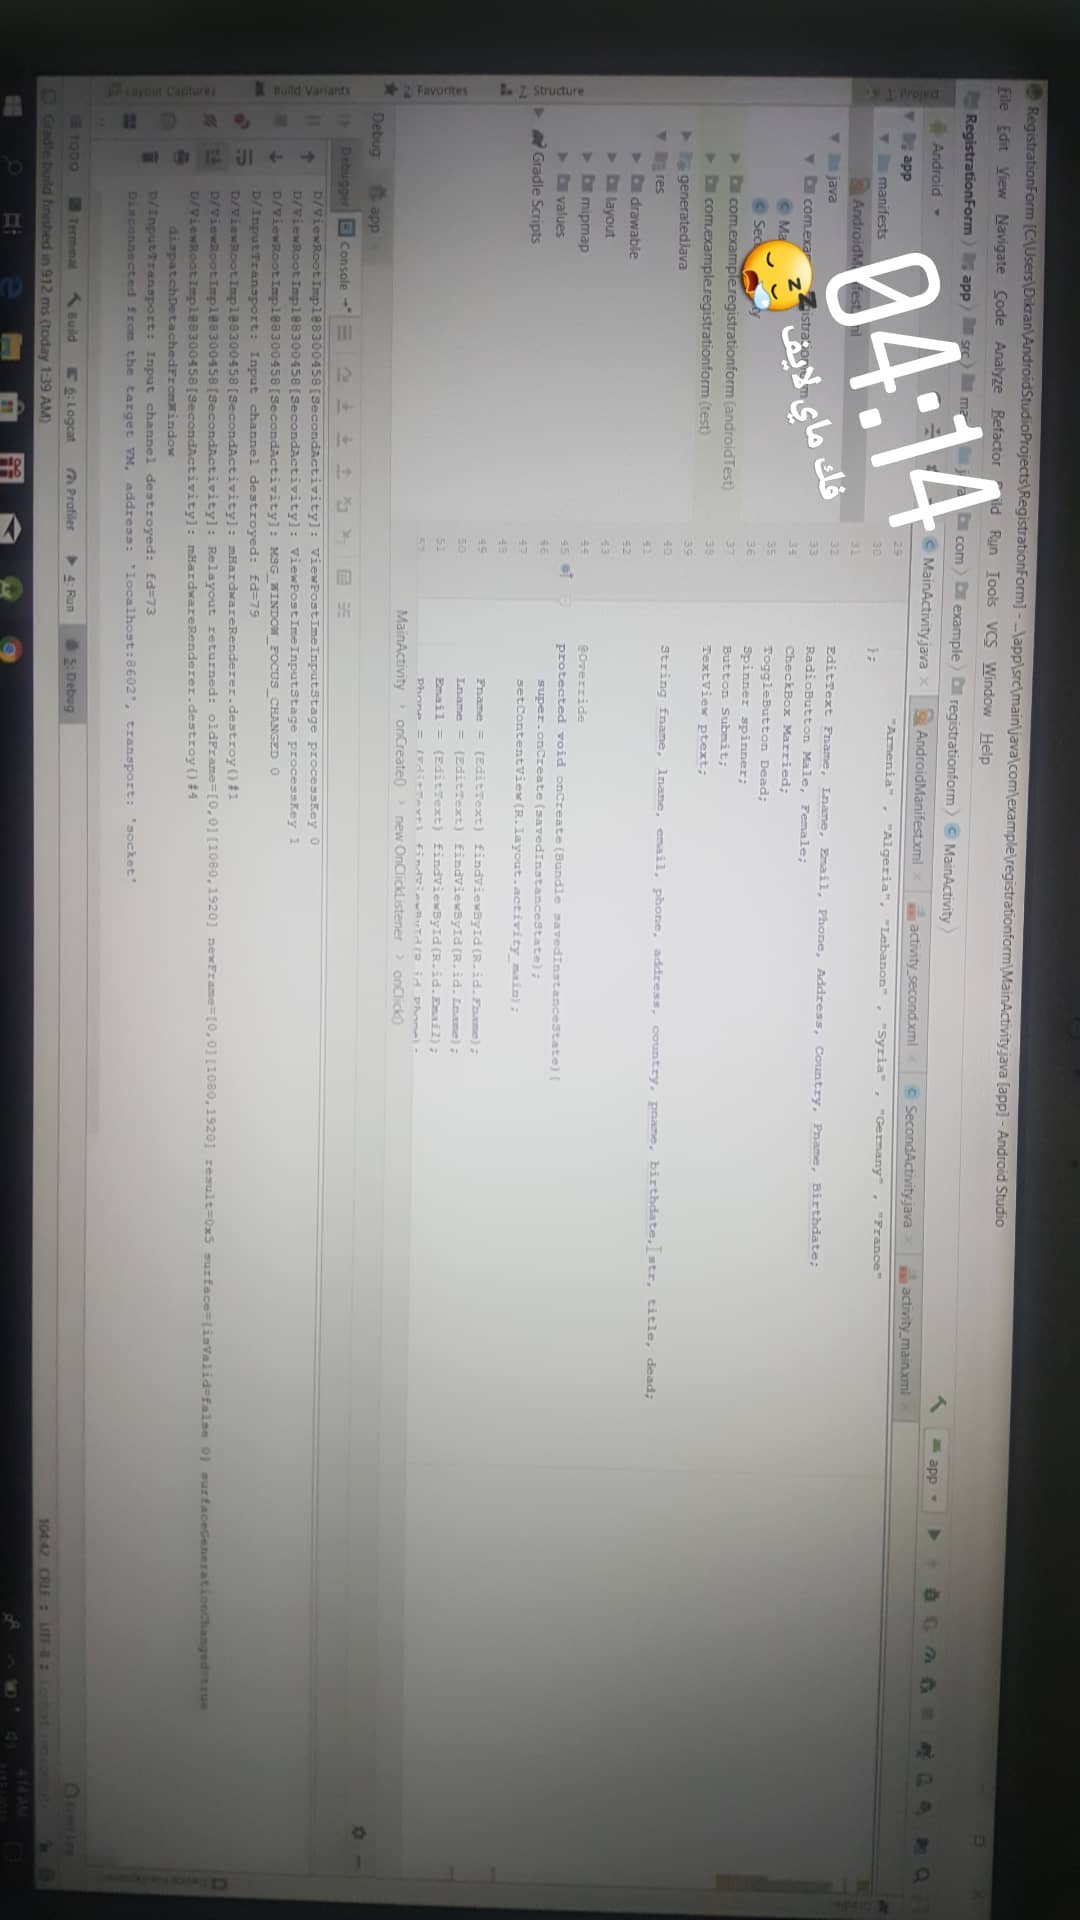 04:14
فك ماي لايف
RegistrationForm [C:\Users\Dikran\AndroidStudioProjects\RegistrationForm] - ...\app\src\main\java\com\example\registrationform\MainActivity.java [app] - Android Studio
File Edit View Navigate Code Analyze Refactor Run Tools VCS Window Help
RegistrationForm app src com example registrationform MainActivity
Android
app
MainActivity.java AndroidManifest.xml activity_second.xml SecondActivity.java activity_main.xml
1: Project
app
manifests
java
com.example.registrationform (androidTest)
com.example.registrationform (test)
generatedJava
res
drawable
layout
mipmap
values
Gradle Scripts
29 "Armenia" , "Algeria", "Lebanon" , "Syria" , "Germany" , "France"
30 };
31
32 EditText Fname, Lname, Email, Phone, Address, Country, Pname, Birthdate;
33 RadioButton Male, Female;
34 CheckBox Married;
35 ToggleButton Dead;
36 Spinner spinner;
37 Button Submit;
38 TextView ptext;
39
40 String fname, lname, email, phone, address, country, pname, birthdate, str, title, dead;
41
42
43
44 @Override
45 protected void onCreate(Bundle savedInstanceState){
46 super.onCreate(savedInstanceState);
47 setContentView(R.layout.activity_main);
48
49 Fname = (EditText) findViewById(R.id.Fname);
50 Lname = (EditText) findViewById(R.id.Lname);
51 Email = (EditText) findViewById(R.id.Email);
52 Phone = (EditText) findViewById(R.id.Phone);
MainActivity > onCreate() > new OnClickListener > onClick()
Z: Structure
2: Favorites
Build Variants
Layout Captures
Debug: app
Debugger Console
D/ViewRootImpl@8300458[SecondActivity]: ViewPostImeInputStage processKey 0
D/ViewRootImpl@8300458[SecondActivity]: ViewPostImeInputStage processKey 1
D/ViewRootImpl@8300458[SecondActivity]: MSG_WINDOW_FOCUS_CHANGED 0
D/InputTransport: Input channel destroyed: fd=79
D/ViewRootImpl@8300458[SecondActivity]: mHardwareRenderer.destroy()#1
D/ViewRootImpl@8300458[SecondActivity]: Relayout returned: oldFrame=[0,0][1080,1920] newFrame=[0,0][1080,1920] result=0x5 surface={isValid=false 0} surfaceGenerationChanged=true
D/ViewRootImpl@8300458[SecondActivity]: mHardwareRenderer.destroy()#4
dispatchDetachedFromWindow
D/InputTransport: Input channel destroyed: fd=73
Disconnected from the target VM, address: 'localhost:8602', transport: 'socket'
TODO Terminal Build 6: Logcat Profiler 4: Run 5: Debug Event Log
Gradle build finished in 912 ms (today 1:39 AM) 104:42 CRLF UTF-8
4:14 AM